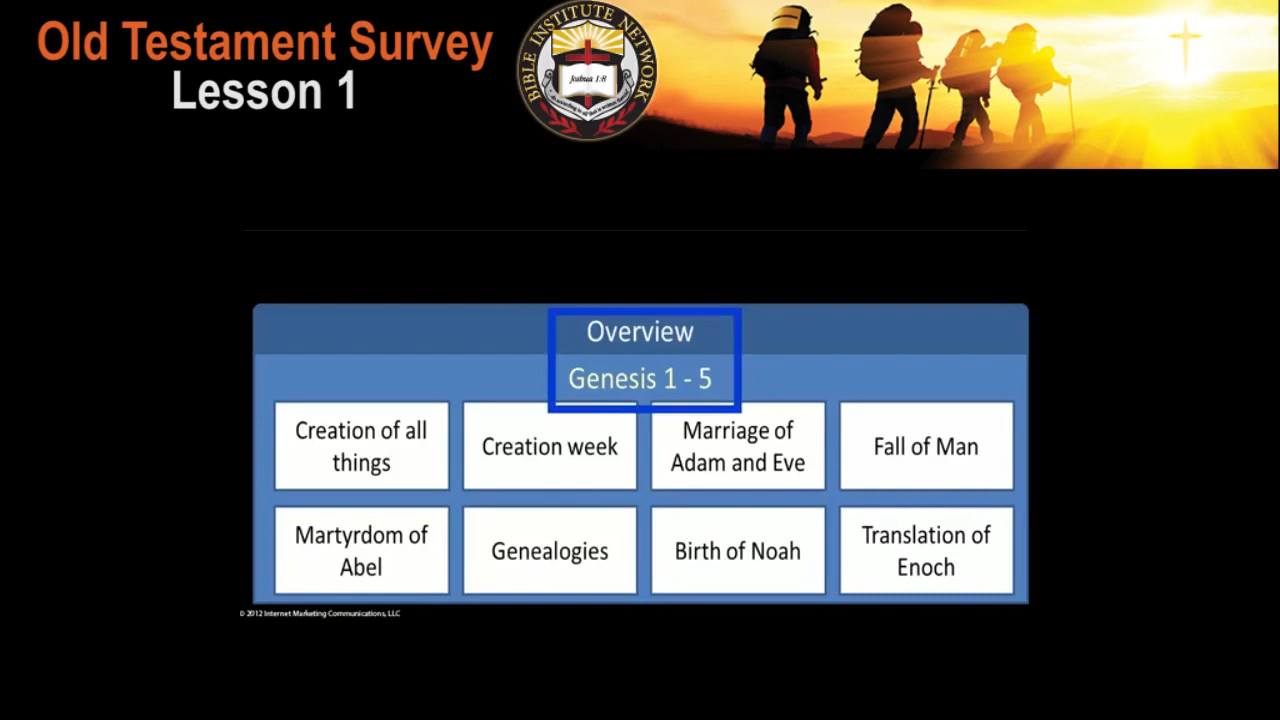 Old Testament Survey
Lesson 1
BIBLE INSTITUTE NETWORK
Joshua 1:8
Overview
Genesis 1 - 5
Creation of all
things
Creation week
Marriage of
Adam and Eve
Fall of Man
Martyrdom of
Abel
Genealogies
Birth of Noah
Translation of
Enoch
© 2012 Internet Marketing Communications, LLC